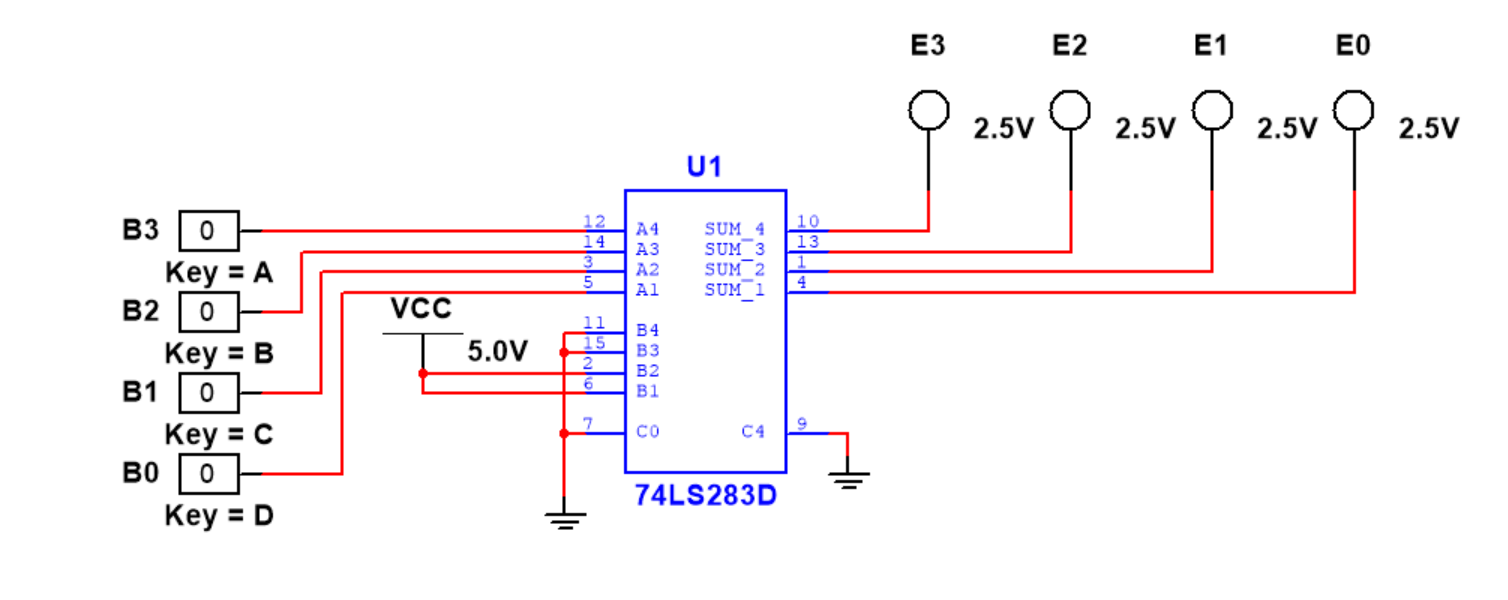 E3 E2 E1 E0
2.5V 2.5V 2.5V 2.5V
U1
B3 0 12 A4 SUM_4 10
14 A3 SUM_3 13
Key = A 3 A2 SUM_2 1
5 A1 SUM_1 4
B2 0 VCC
11 B4
Key = B 5.0V 15 B3
2 B2
B1 0 6 B1
Key = C 7 C0 C4 9
B0 0
74LS283D
Key = D